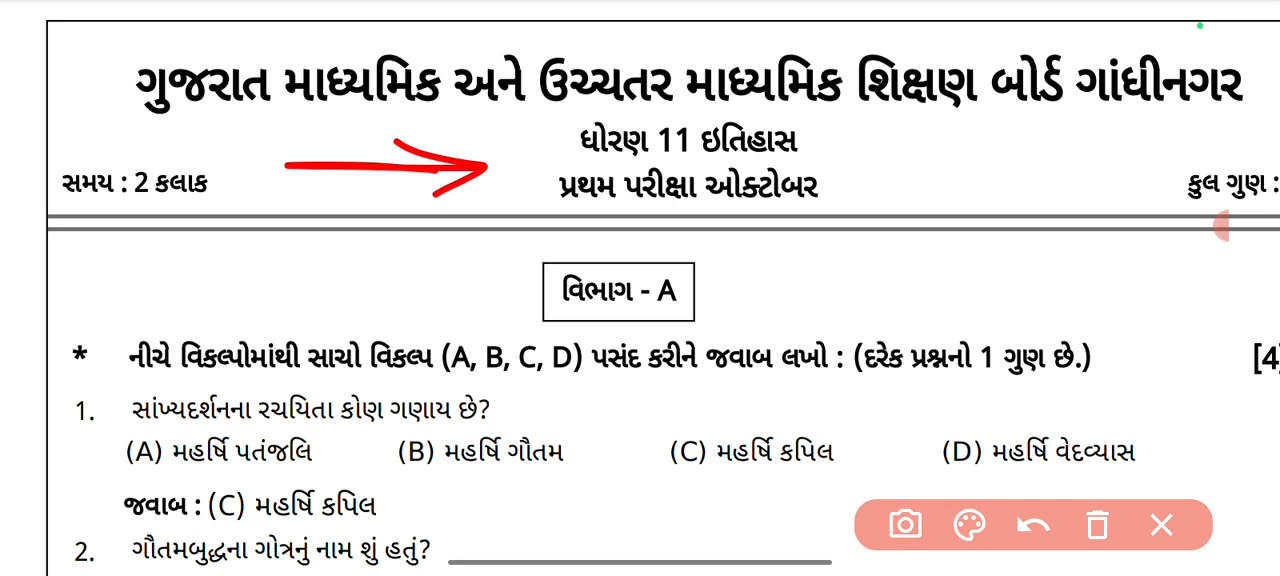 ગુજરાત માધ્યમિક અને ઉચ્ચતર માધ્યમિક શિક્ષણ બોર્ડ ગાંધીનગર
ધોરણ 11 ઇતિહાસ
સમય : 2 કલાક પ્રથમ પરીક્ષા ઓક્ટોબર કુલ ગુણ :
વિભાગ - A
* નીચે વિકલ્પોમાંથી સાચો વિકલ્પ (A, B, C, D) પસંદ કરીને જવાબ લખો : (દરેક પ્રશ્નનો 1 ગુણ છે.) [4
1. સાંખ્યદર્શનના રચયિતા કોણ ગણાય છે?
(A) મહર્ષિ પતંજલિ (B) મહર્ષિ ગૌતમ (C) મહર્ષિ કપિલ (D) મહર્ષિ વેદવ્યાસ
જવાબ : (C) મહર્ષિ કપિલ
2. ગૌતમબુદ્ધના ગોત્રનું નામ શું હતું?